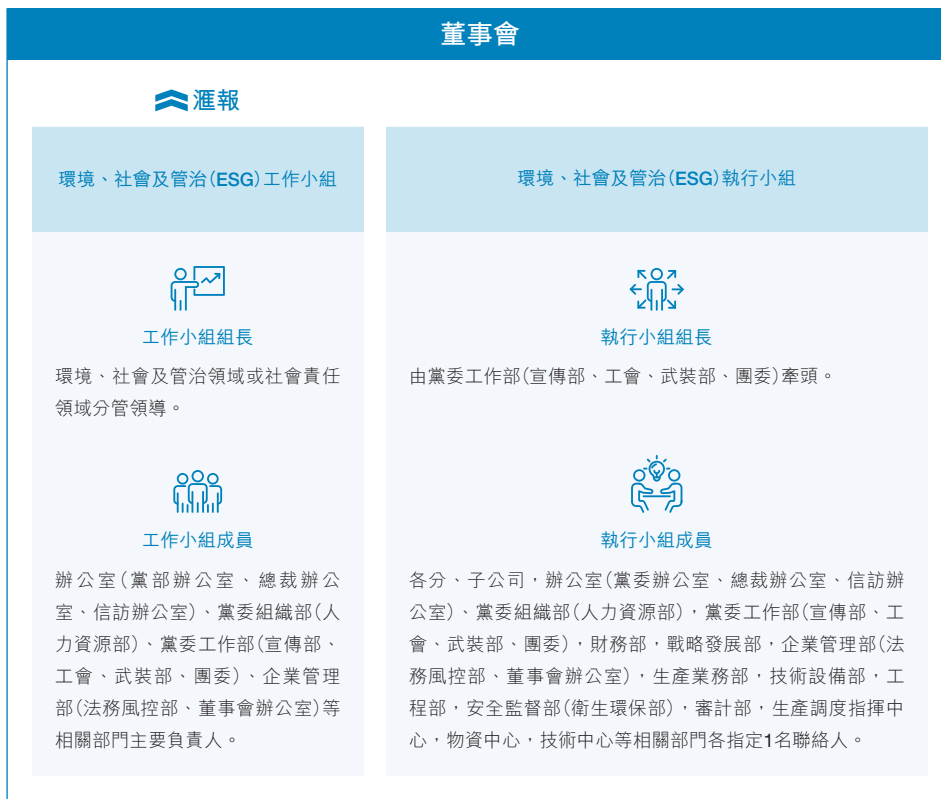 董事會
滙報
環境、社會及管治(ESG)工作小組
工作小組組長
環境、社會及管治領域或社會責任
領域分管領導。
工作小組成員
辦公室(黨部辦公室、總裁辦公
室、信訪辦公室)、黨委組織部(人
力資源部)、黨委工作部(宣傳部、
工會、武裝部、團委)、企業管理
部(法務風控部、董事會辦公室)等
相關部門主要負責人。
環境、社會及管治(ESG)執行小組
執行小組組長
由黨委工作部(宣傳部、工會、武裝部、團委)牽頭。
執行小組成員
各分、子公司，辦公室(黨委辦公室、總裁辦公室、信訪辦
公室)、黨委組織部(人力資源部)，黨委工作部(宣傳部、工
會、武裝部、團委)，財務部，戰略發展部，企業管理部(法
務風控部、董事會辦公室)，生產業務部，技術設備部，工
程部，安全監督部(衛生環保部)，審計部，生產調度指揮中
心，物資中心，技術中心等相關部門各指定1名聯絡人。